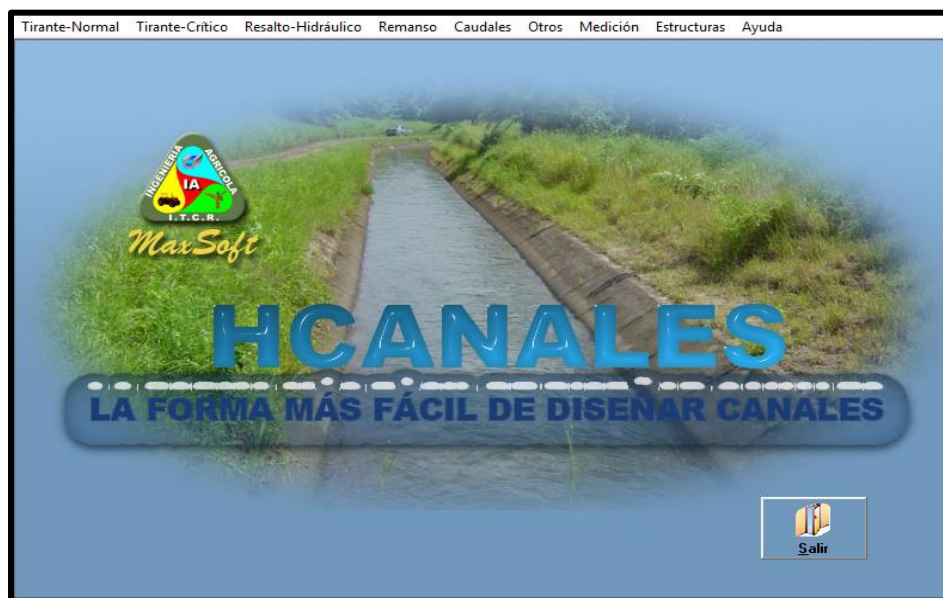 Tirante-Normal Tirante-Crítico Resalto-Hidráulico Remanso Caudales Otros Medición Estructuras Ayuda
INGENIERIA AGRICOLA
IA
I.T.C.R.
MaxSoft
HCANALES
LA FORMA MÁS FÁCIL DE DISEÑAR CANALES
Salir